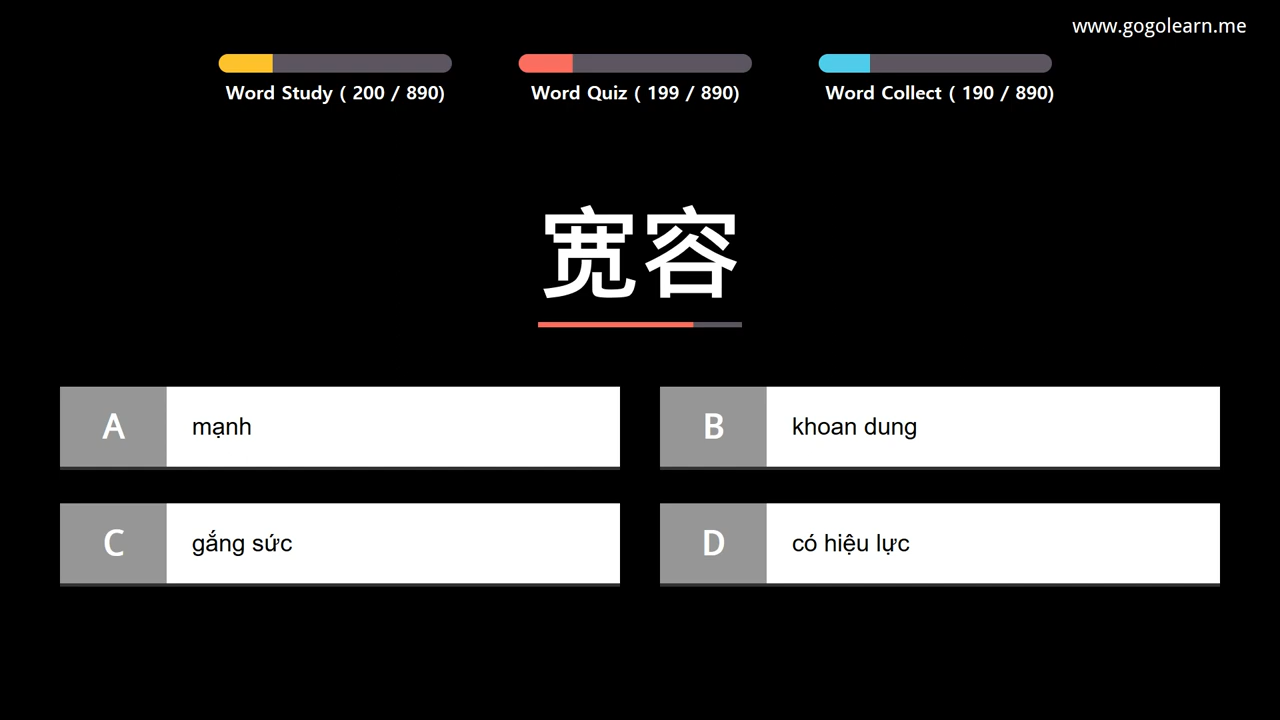 www.gogolearn.me
Word Study ( 200 / 890)
Word Quiz ( 199 / 890)
Word Collect ( 190 / 890)
宽容
A
mạnh
B
khoan dung
C
gắng sức
D
có hiệu lực